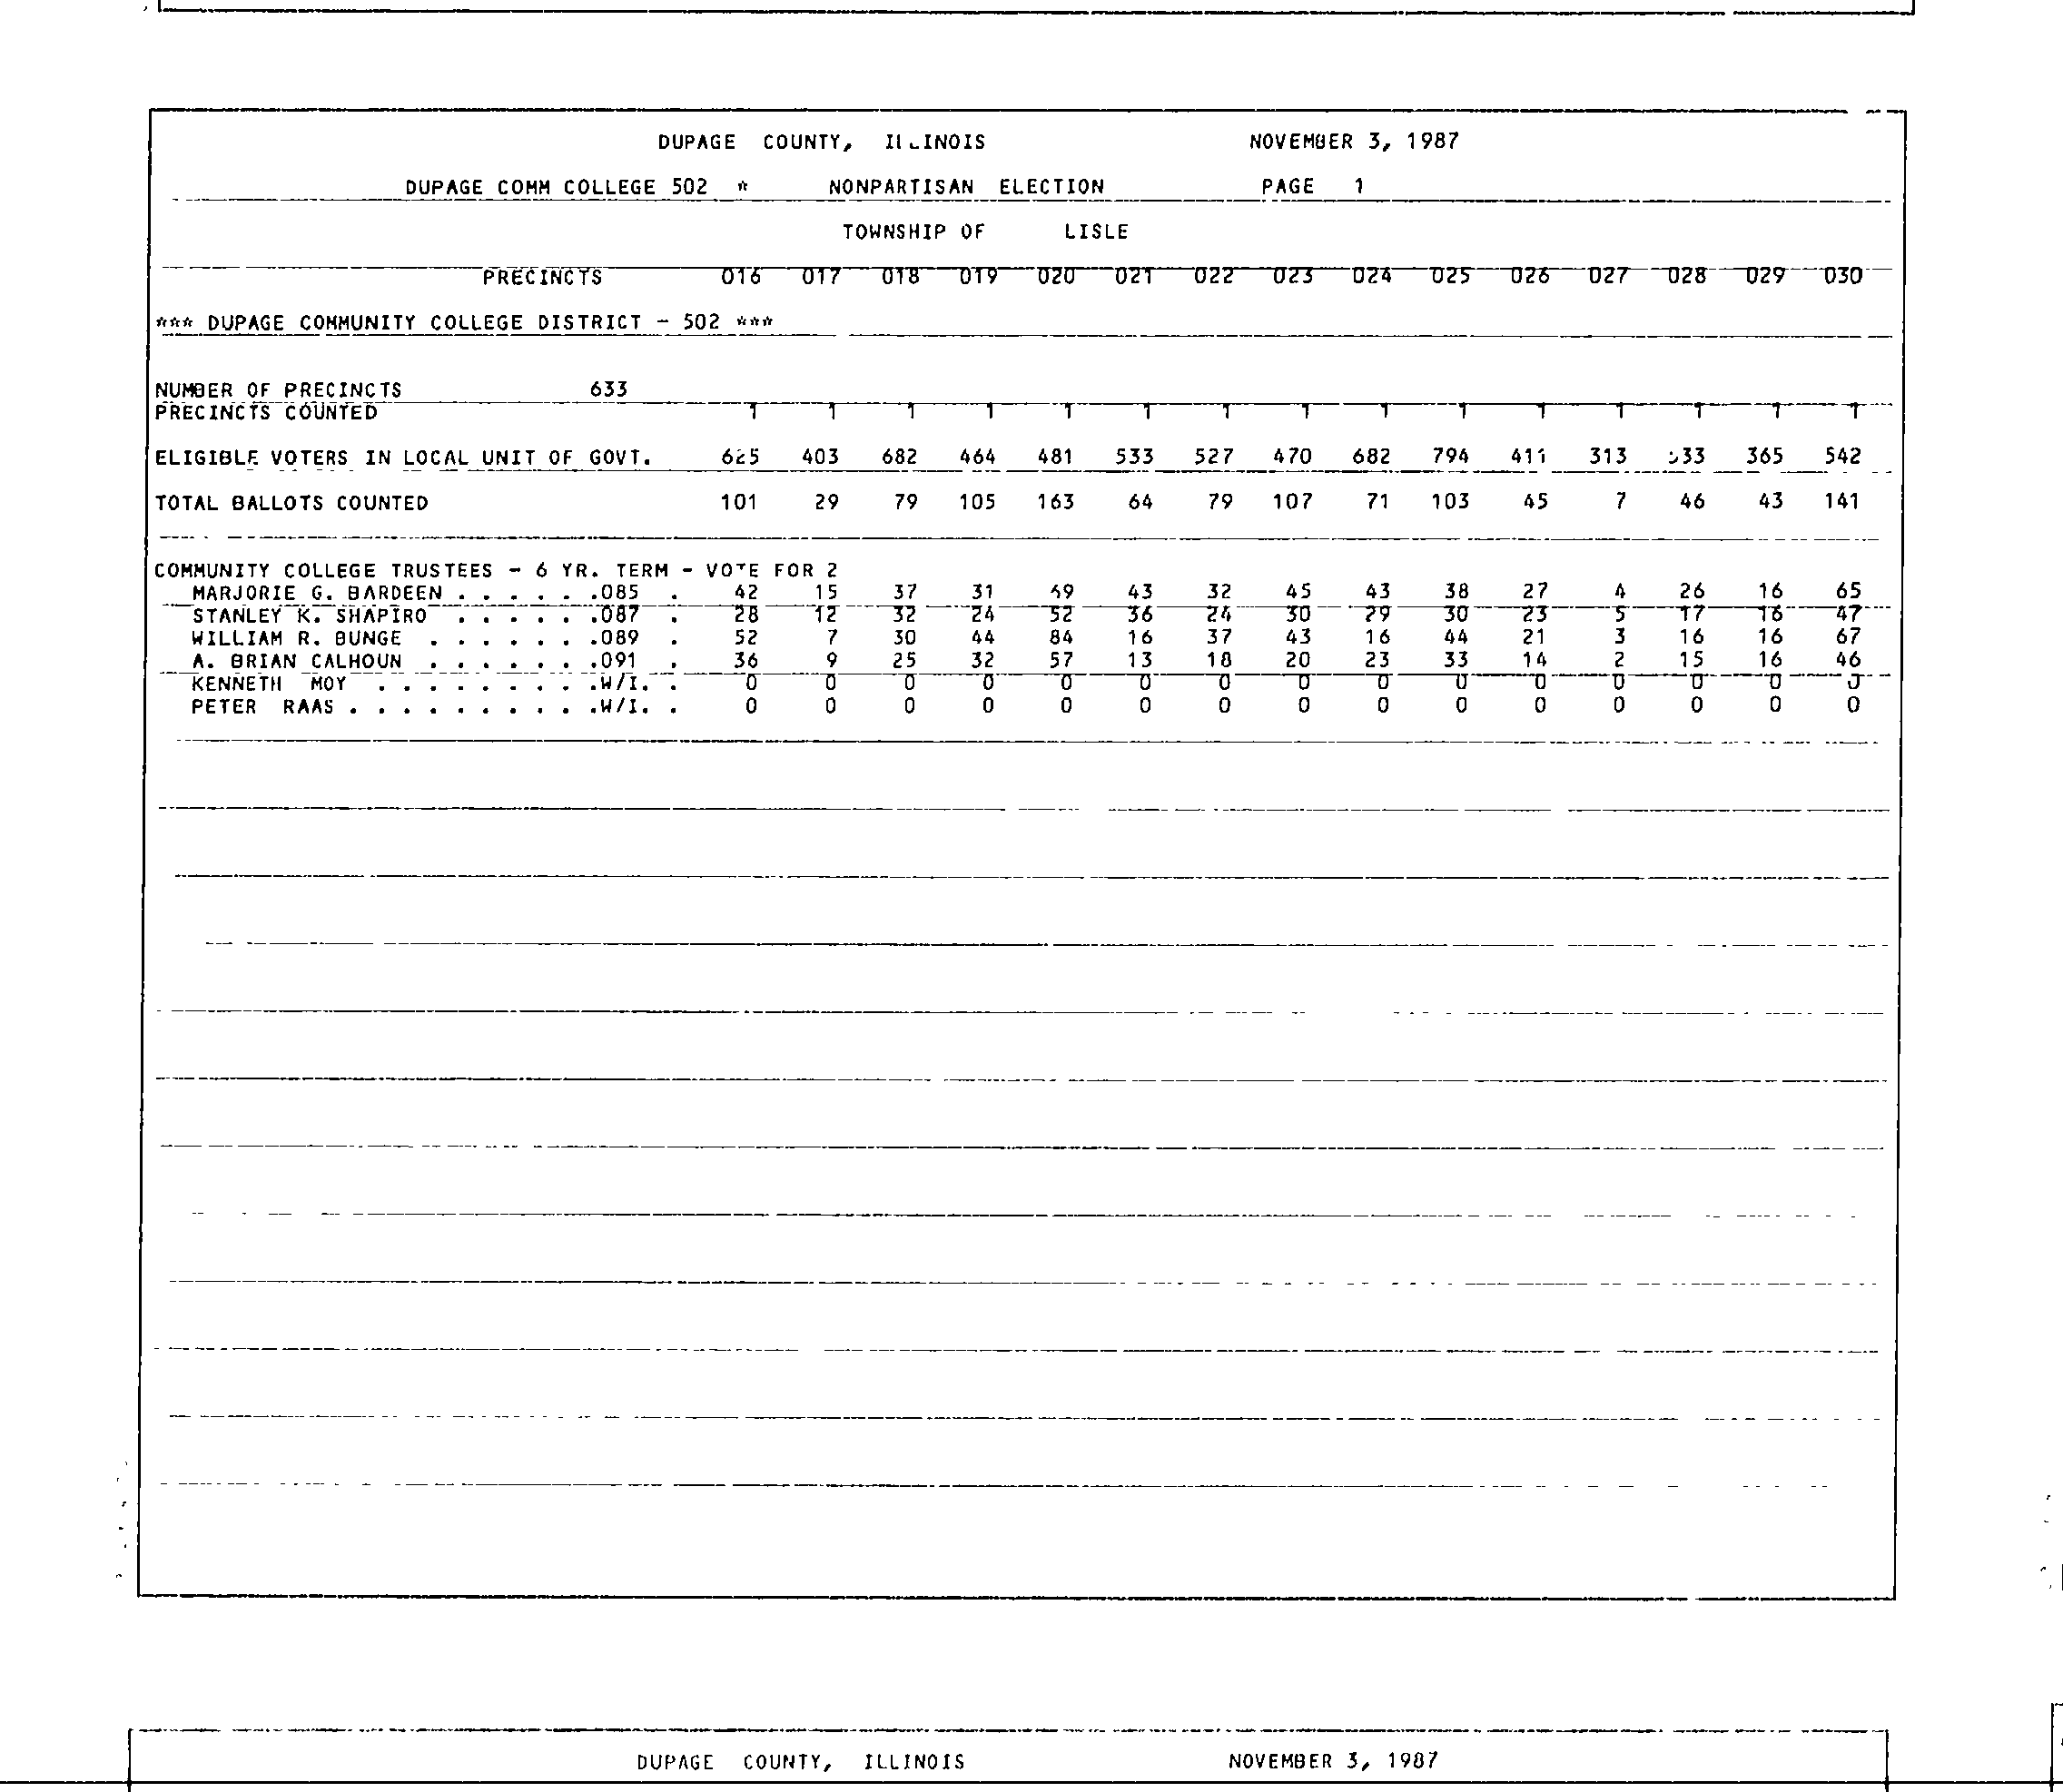 DUPAGE COUNTY, ILLINOIS NOVEMBER 3, 1987
DUPAGE COMM COLLEGE 502 * NONPARTISAN ELECTION PAGE 1
TOWNSHIP OF LISLE
PRECINCTS 016 017 018 019 020 021 022 023 024 025 026 027 028 029 030
*** DUPAGE COMMUNITY COLLEGE DISTRICT - 502 ***
NUMBER OF PRECINCTS 633
PRECINCTS COUNTED 1 1 1 1 1 1 1 1 1 1 1 1 1 1 1
ELIGIBLE VOTERS IN LOCAL UNIT OF GOVT. 625 403 682 464 481 533 527 470 682 794 411 313 365 542
TOTAL BALLOTS COUNTED 101 29 79 105 163 64 79 107 71 103 45 7 46 43 141
COMMUNITY COLLEGE TRUSTEES - 6 YR. TERM - VOTE FOR 2
MARJORIE G. BARDEEN . . . . . .085 . 42 15 37 31 43 32 45 43 38 27 4 26 16 65
STANLEY K. SHAPIRO . . . . . .087 . 28 12 32 24 52 36 24 30 29 30 23 5 17 16 47
WILLIAM R. BUNGE . . . . . . .089 . 52 7 30 44 84 16 37 43 16 44 21 3 16 16 67
A. BRIAN CALHOUN . . . . . . .091 . 36 9 25 32 57 13 18 20 23 33 14 2 15 16 46
KENNETH MOY . . . . . . . . .W/I. . 0 0 0 0 0 0 0 0 0 0 0 0 0 0 0
PETER RAAS . . . . . . . . . .W/I. . 0 0 0 0 0 0 0 0 0 0 0 0 0 0 0
DUPAGE COUNTY, ILLINOIS NOVEMBER 3, 1987